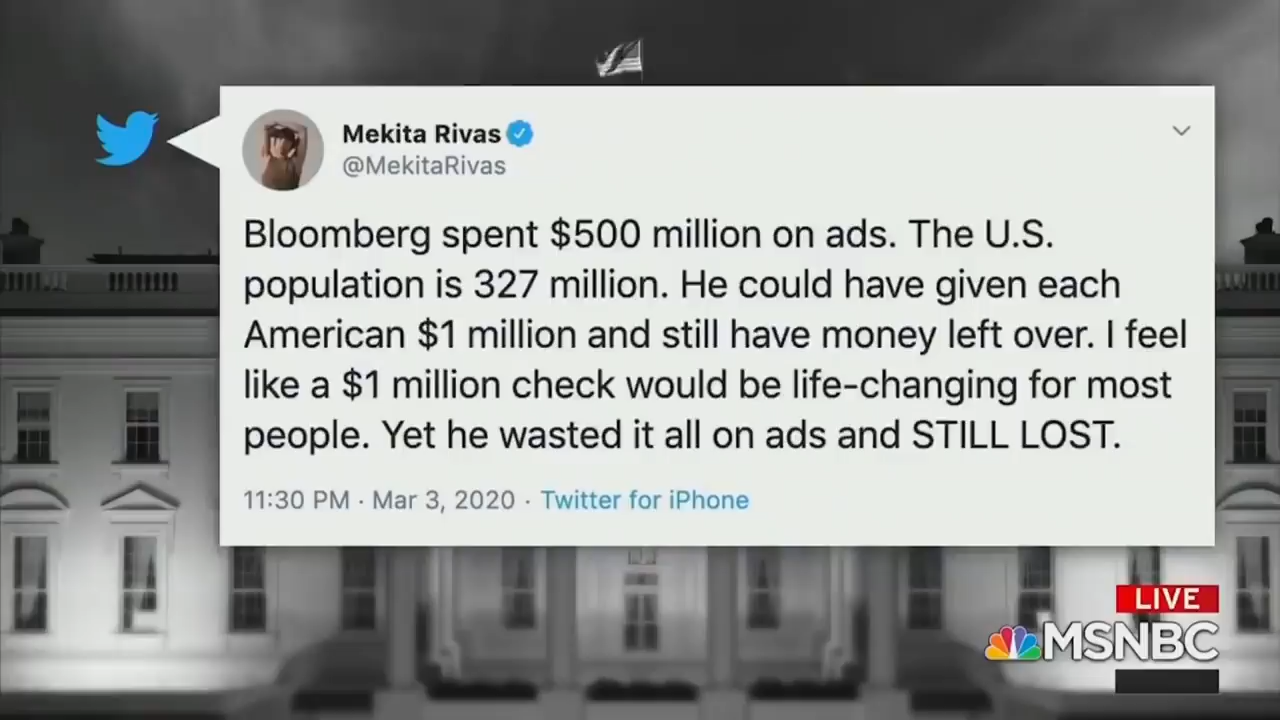 Mekita Rivas
@MekitaRivas
Bloomberg spent $500 million on ads. The U.S.
population is 327 million. He could have given each
American $1 million and still have money left over. I feel
like a $1 million check would be life-changing for most
people. Yet he wasted it all on ads and STILL LOST.
11:30 PM · Mar 3, 2020 · Twitter for iPhone
LIVE
MSNBC